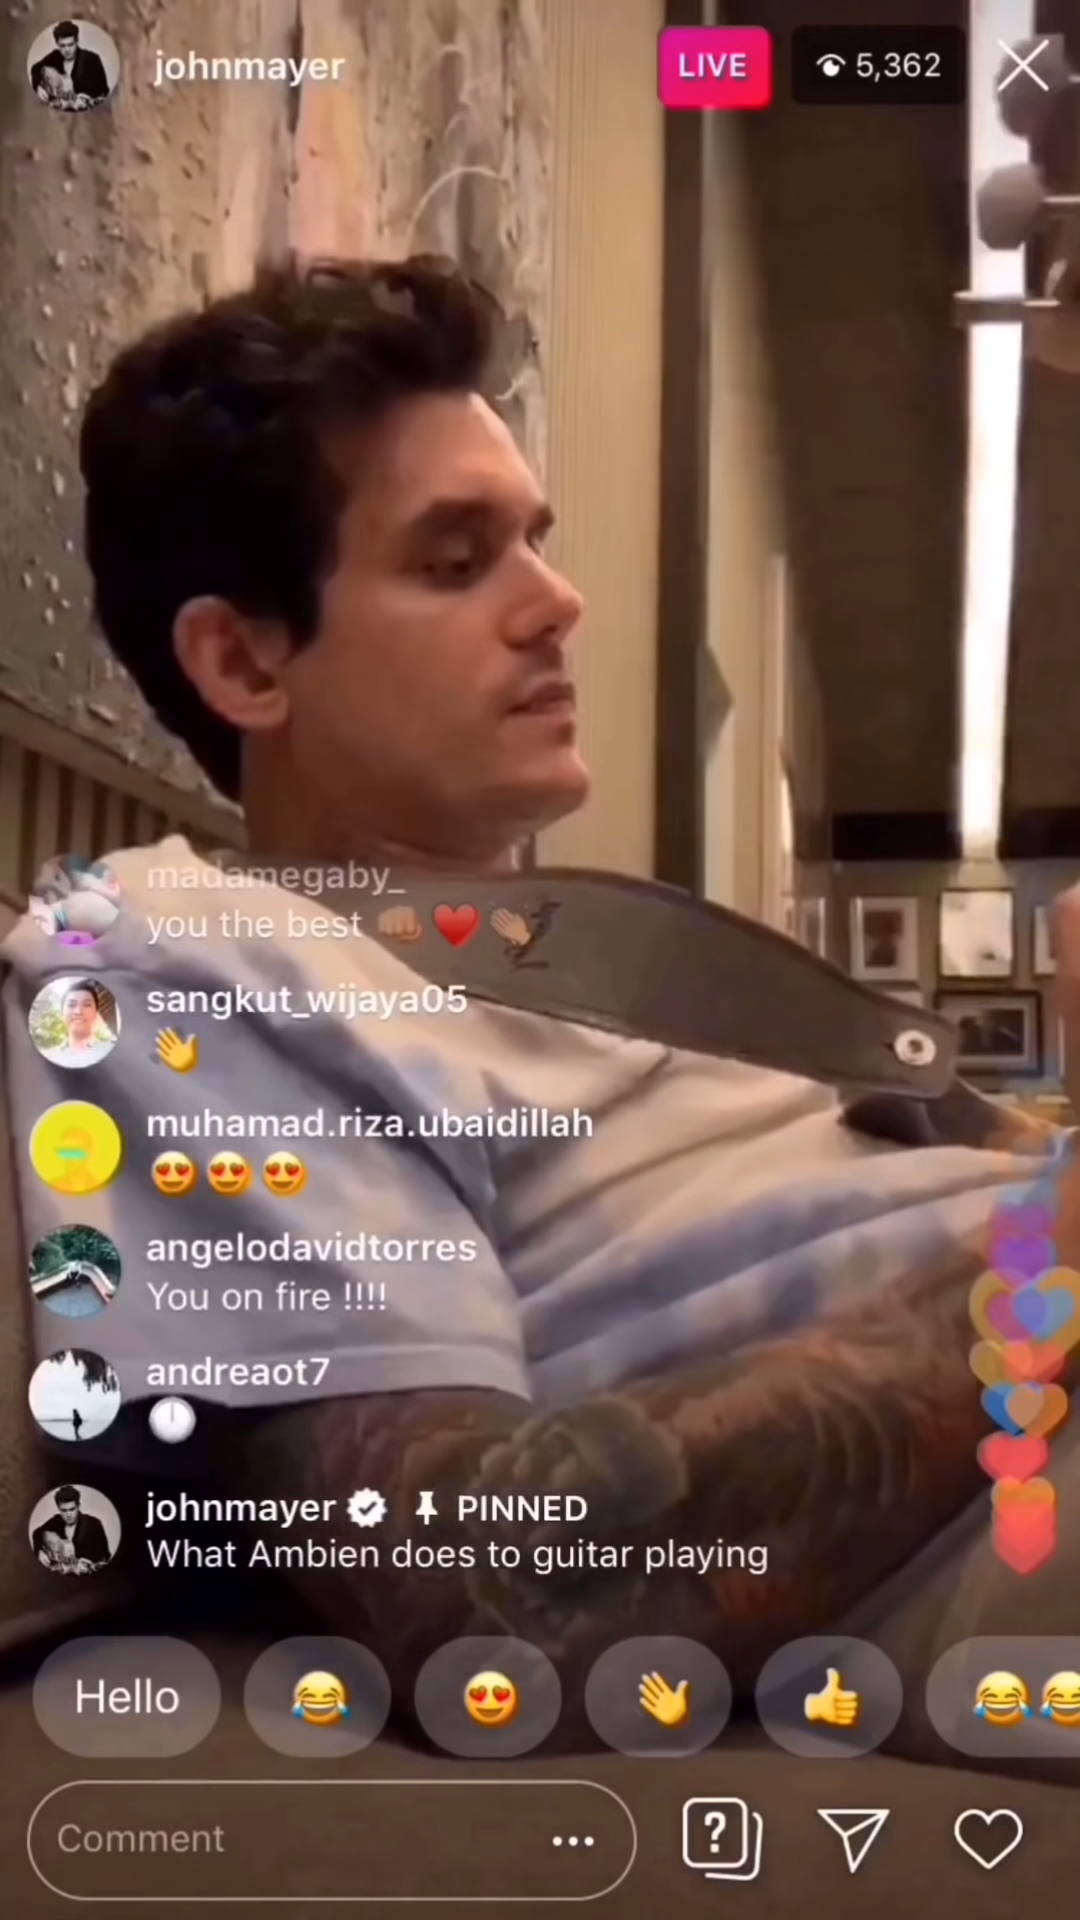 johnmayer
LIVE
5,362
madamegaby_
you the best 👊🏼❤️👏🏼
sangkut_wijaya05
👋
muhamad.riza.ubaidillah
😍😍😍
angelodavidtorres
You on fire !!!!
andreaot7
johnmayer PINNED
What Ambien does to guitar playing
Hello 😂 😍 👋 👍 😂😂
Comment